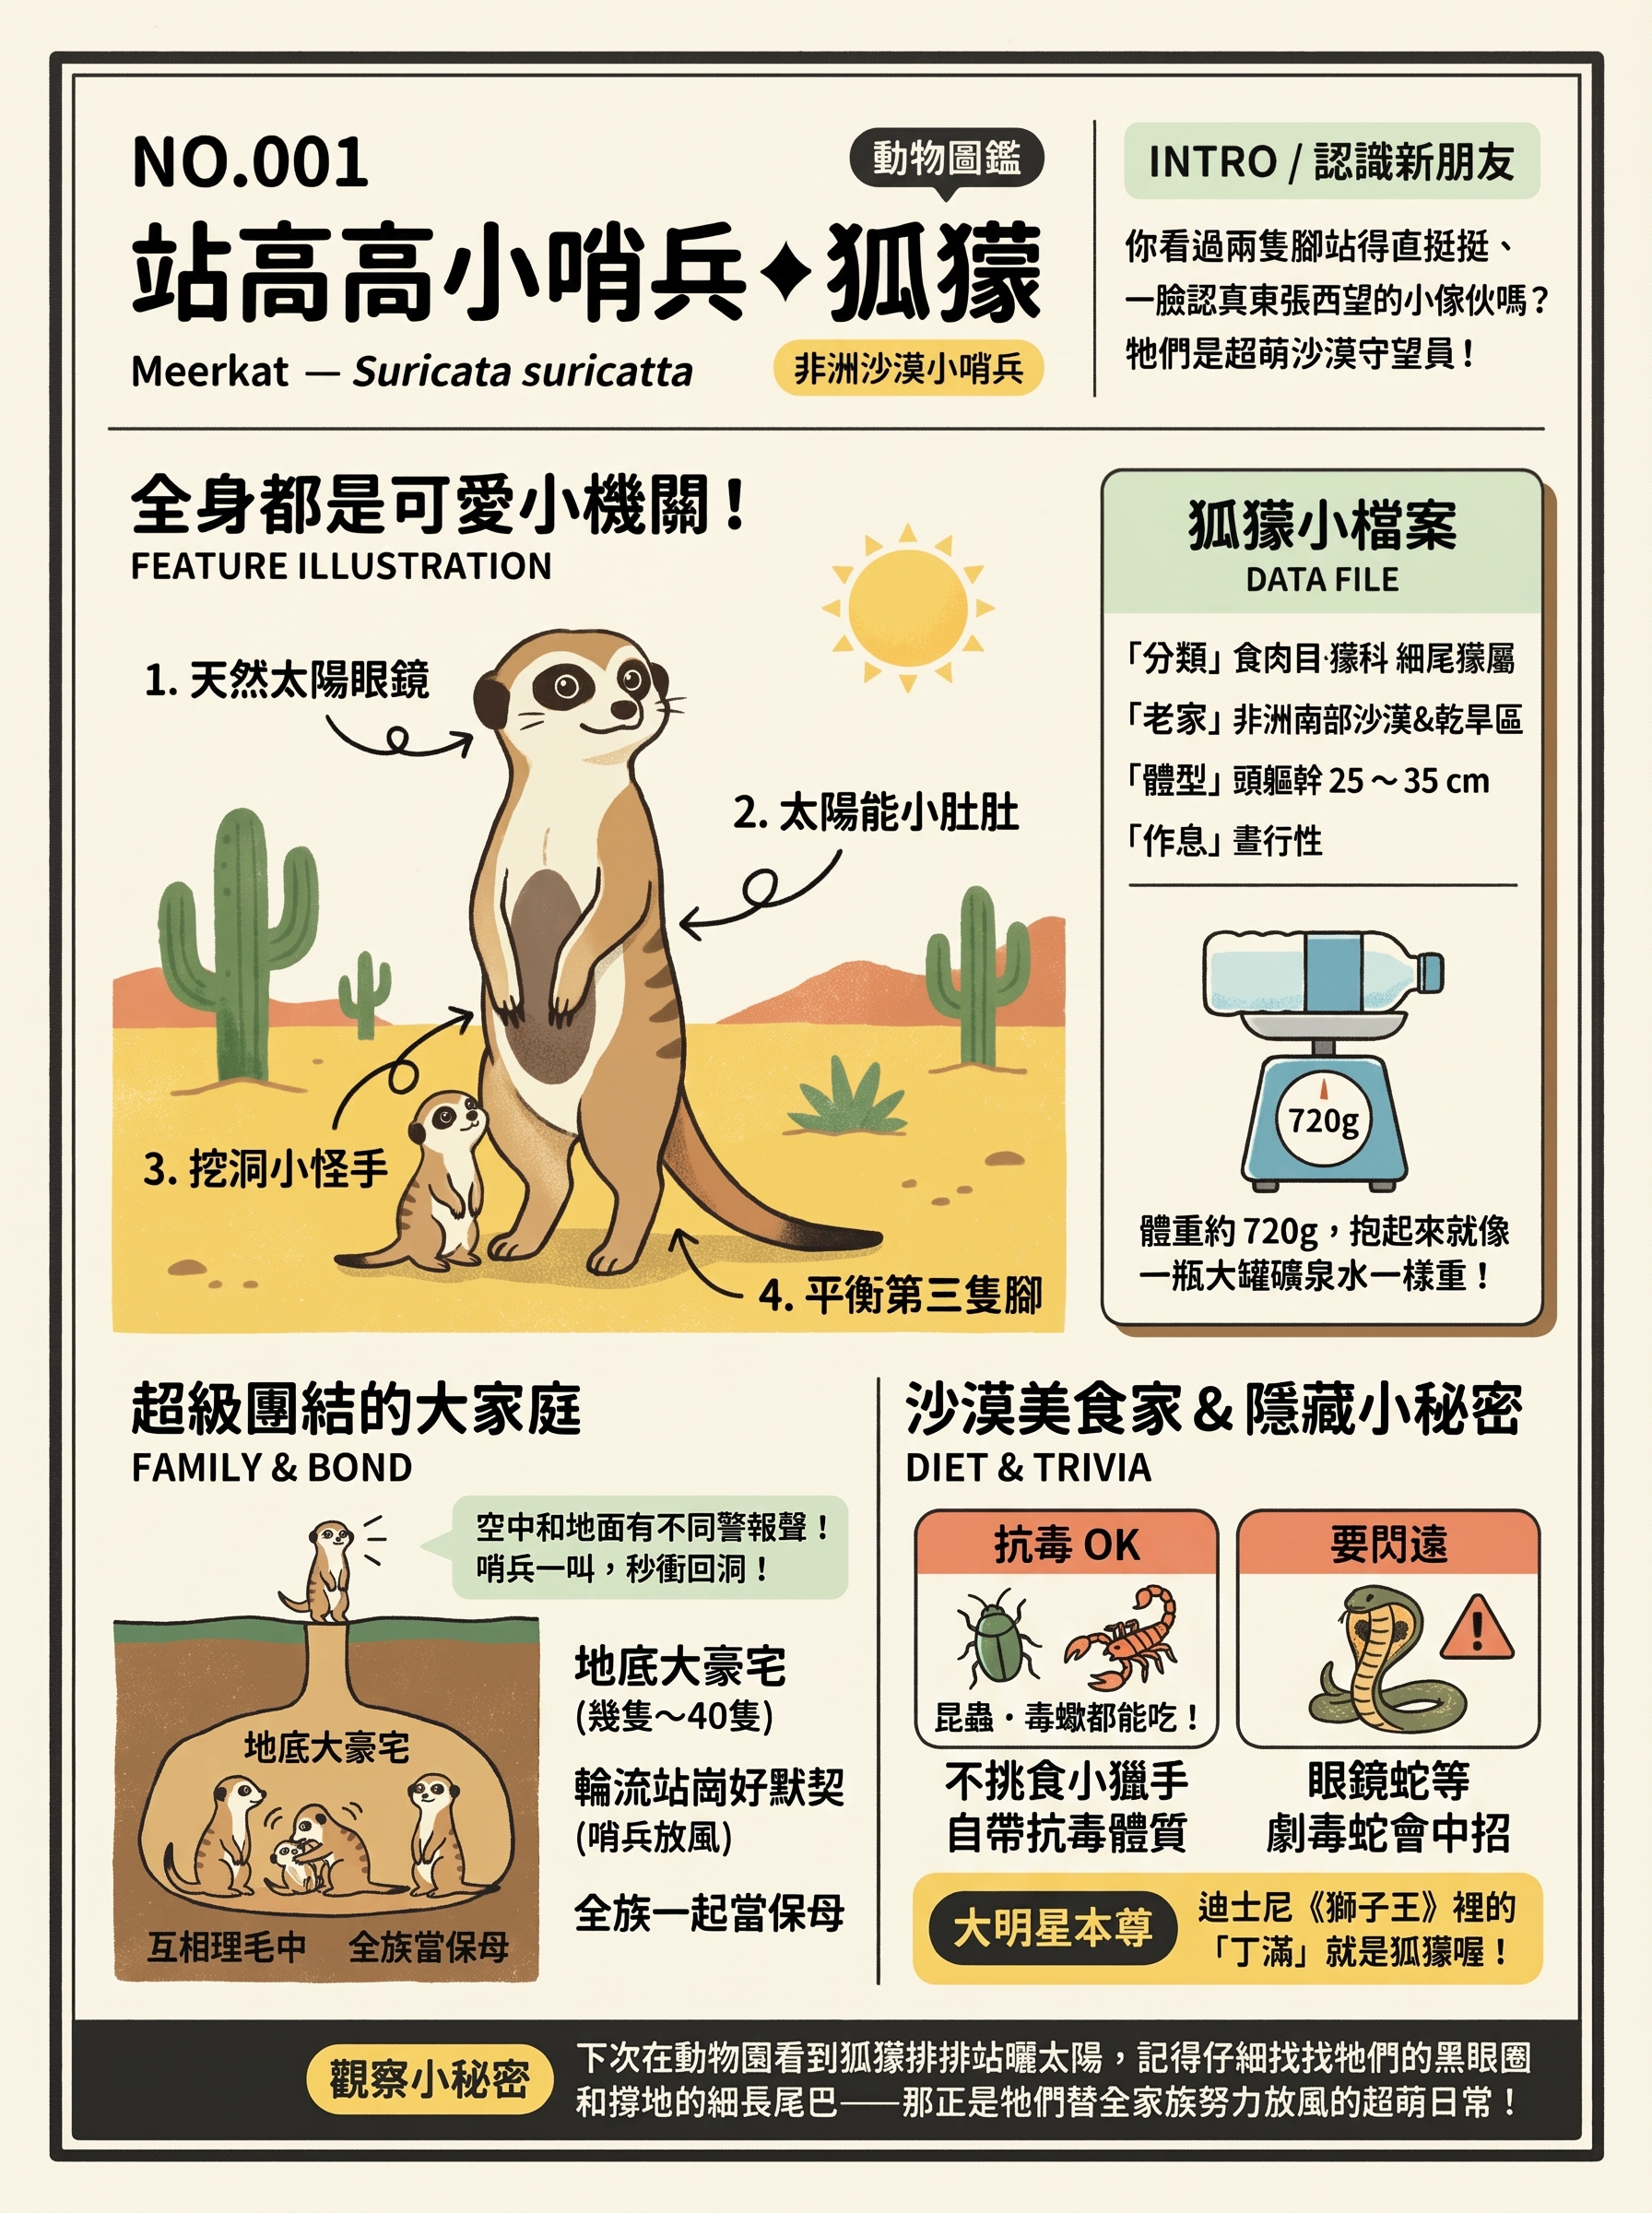 NO.001
動物圖鑑
站高高小哨兵✦狐獴
Meerkat — Suricata suricatta
非洲沙漠小哨兵
INTRO / 認識新朋友
你看過兩隻腳站得直挺挺、
一臉認真東張西望的小傢伙嗎?
牠們是超萌沙漠守望員!
全身都是可愛小機關!
FEATURE ILLUSTRATION
1. 天然太陽眼鏡
2. 太陽能小肚肚
3. 挖洞小怪手
4. 平衡第三隻腳
狐獴小檔案
DATA FILE
「分類」食肉目·獴科 細尾獴屬
「老家」非洲南部沙漠&乾旱區
「體型」頭軀幹 25～35 cm
「作息」晝行性
720g
體重約 720g，抱起來就像
一瓶大罐礦泉水一樣重!
超級團結的大家庭
FAMILY & BOND
空中和地面有不同警報聲!
哨兵一叫，秒衝回洞!
地底大豪宅
互相理毛中
全族當保母
地底大豪宅
(幾隻～40隻)
輪流站崗好默契
(哨兵放風)
全族一起當保母
沙漠美食家 & 隱藏小秘密
DIET & TRIVIA
抗毒 OK
昆蟲・毒蠍都能吃!
不挑食小獵手
自帶抗毒體質
要閃遠
眼鏡蛇等
劇毒蛇會中招
大明星本尊
迪士尼《獅子王》裡的
「丁滿」就是狐獴喔!
觀察小秘密
下次在動物園看到狐獴排排站曬太陽，記得仔細找找牠們的黑眼圈
和撐地的細長尾巴——那正是牠們替全家族努力放風的超萌日常!